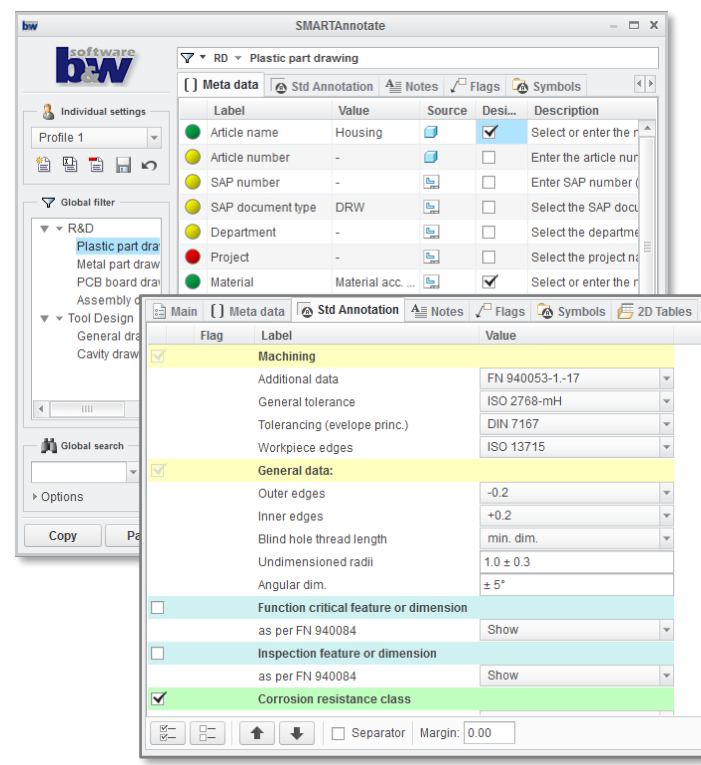 b&w SMARTAnnotate
software
b&w
RD Plastic part drawing
[ ] Meta data Std Annotation Notes Flags Symbols
Label Value Source Desi... Description
Article name Housing Select or enter the n
Article number - Enter the article nun
SAP number - Enter SAP number (
SAP document type DRW Select the SAP docu
Department - Select the departme
Project - Select the project na
Material Material acc. ... Select or enter the n
Individual settings
Profile 1
Global filter
R&D
Plastic part dra
Metal part draw
PCB board drav
Assembly d
Tool Design
General dra
Cavity draw
Global search
Options
Copy Pa
Main [ ] Meta data Std Annotation Notes Flags Symbols 2D Tables
Flag Label Value
Machining
Additional data FN 940053-1.-17
General tolerance ISO 2768-mH
Tolerancing (evelope princ.) DIN 7167
Workpiece edges ISO 13715
General data:
Outer edges -0.2
Inner edges +0.2
Blind hole thread length min. dim.
Undimensioned radii 1.0 ± 0.3
Angular dim. ± 5°
Function critical feature or dimension
as per FN 940084 Show
Inspection feature or dimension
as per FN 940084 Show
Corrosion resistance class
Separator Margin: 0.00